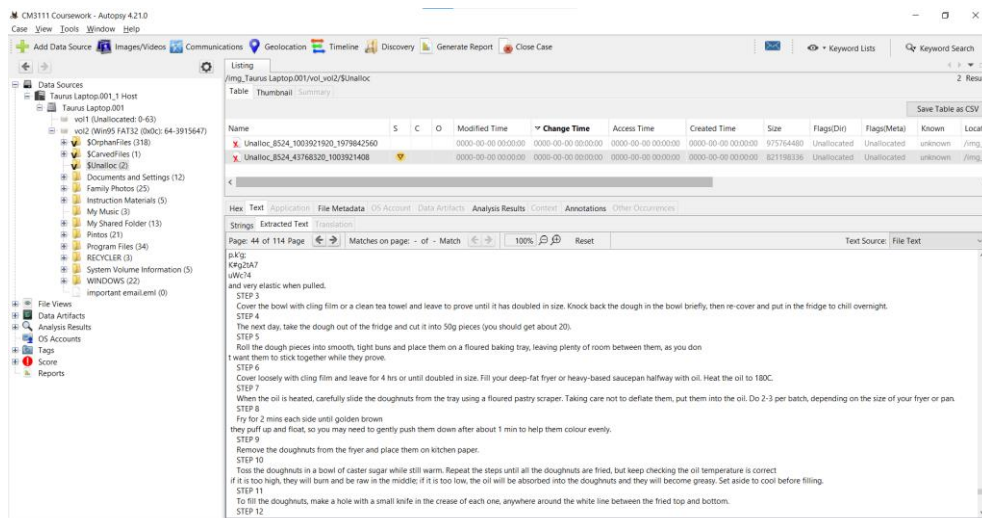 CM3111 Coursework - Autopsy 4.21.0
Case View Tools Window Help
Add Data Source Images/Videos Communications Geolocation Timeline Discovery Generate Report Close Case Keyword Lists Keyword Search
Listing
/img_Taurus Laptop.001/vol_vol2/$Unalloc
2 Resu
Table Thumbnail Summary
Save Table as CSV
Name S C O Modified Time Change Time Access Time Created Time Size Flags(Dir) Flags(Meta) Known Locat
Unalloc_8524_1003921920_1979842560 0000-00-00 00:00:00 0000-00-00 00:00:00 0000-00-00 00:00:00 0000-00-00 00:00:00 975764480 Unallocated Unallocated unknown /img_
Unalloc_8524_43768320_1003921408 0000-00-00 00:00:00 0000-00-00 00:00:00 0000-00-00 00:00:00 0000-00-00 00:00:00 821198336 Unallocated Unallocated unknown /img_
Data Sources
Taurus Laptop.001_1 Host
Taurus Laptop.001
vol1 (Unallocated: 0-63)
vol2 (Win95 FAT32 (0x0c): 64-3915647)
$OrphanFiles (318)
$CarvedFiles (1)
$Unalloc (2)
Documents and Settings (12)
Family Photos (25)
Instruction Materials (5)
My Music (3)
My Shared Folder (13)
Pintos (21)
Program Files (34)
RECYCLER (3)
System Volume Information (5)
WINDOWS (22)
important email.eml (0)
File Views
Data Artifacts
Analysis Results
OS Accounts
Tags
Score
Reports
Hex Text Application File Metadata OS Account Data Artifacts Analysis Results Context Annotations Other Occurrences
Strings Extracted Text Translation
Page: 44 of 114 Page Matches on page: - of - Match 100% Reset Text Source: File Text
p.k'g:
K#g2tA7
uWc?4
and very elastic when pulled.
STEP 3
Cover the bowl with cling film or a clean tea towel and leave to prove until it has doubled in size. Knock back the dough in the bowl briefly, then re-cover and put in the fridge to chill overnight.
STEP 4
The next day, take the dough out of the fridge and cut it into 50g pieces (you should get about 20).
STEP 5
Roll the dough pieces into smooth, tight buns and place them on a floured baking tray, leaving plenty of room between them, as you don
t want them to stick together while they prove.
STEP 6
Cover loosely with cling film and leave for 4 hrs or until doubled in size. Fill your deep-fat fryer or heavy-based saucepan halfway with oil. Heat the oil to 180C.
STEP 7
When the oil is heated, carefully slide the doughnuts from the tray using a floured pastry scraper. Taking care not to deflate them, put them into the oil. Do 2-3 per batch, depending on the size of your fryer or pan.
STEP 8
Fry for 2 mins each side until golden brown
they puff up and float, so you may need to gently push them down after about 1 min to help them colour evenly.
STEP 9
Remove the doughnuts from the fryer and place them on kitchen paper.
STEP 10
Toss the doughnuts in a bowl of caster sugar while still warm. Repeat the steps until all the doughnuts are fried, but keep checking the oil temperature is correct
if it is too high, they will burn and be raw in the middle; if it is too low, the oil will be absorbed into the doughnuts and they will become greasy. Set aside to cool before filling.
STEP 11
To fill the doughnuts, make a hole with a small knife in the crease of each one, anywhere around the white line between the fried top and bottom.
STEP 12